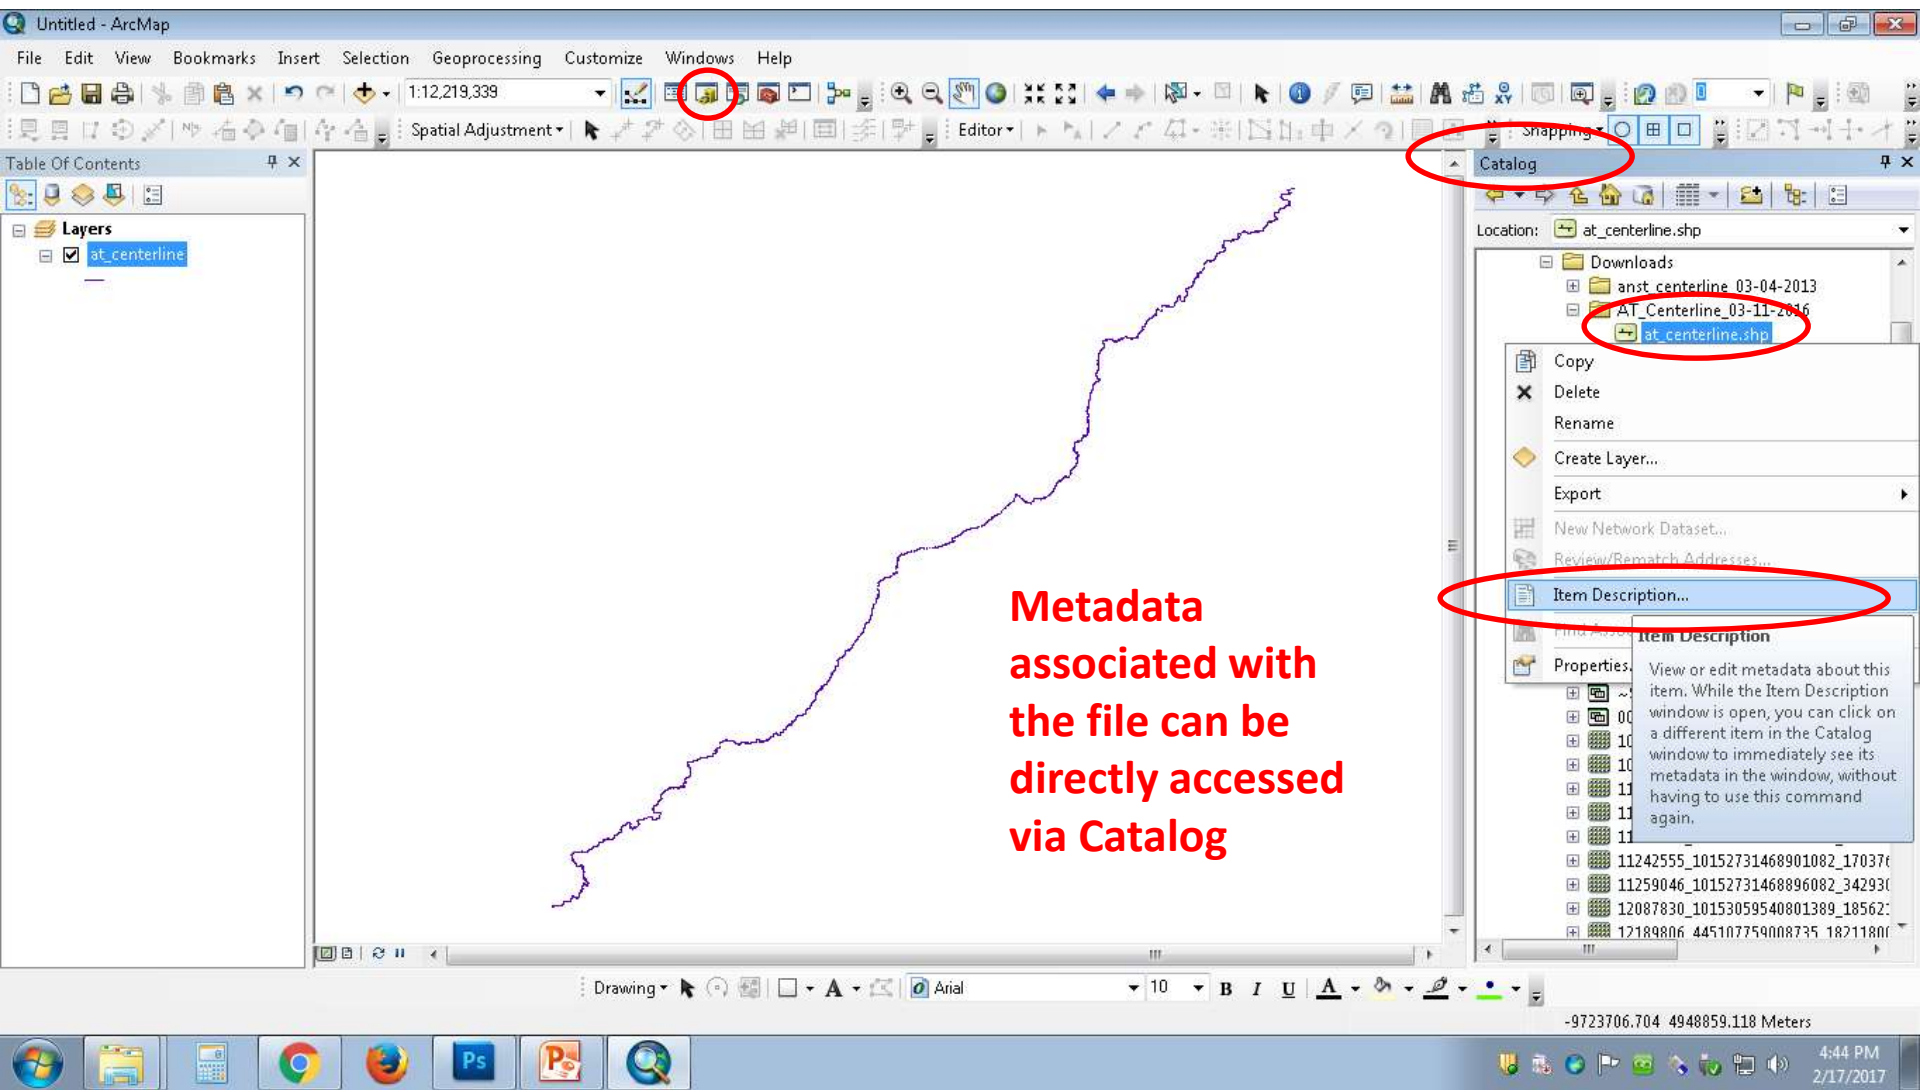 Untitled - ArcMap
File Edit View Bookmarks Insert Selection Geoprocessing Customize Windows Help
1:12,219,339
Spatial Adjustment Editor Snapping
Table Of Contents
Layers
at_centerline
Catalog
Location: at_centerline.shp
Downloads
anst_centerline_03-04-2013
AT_Centerline_03-11-2016
at_centerline.shp
Copy
Delete
Rename
Create Layer...
Export
New Network Dataset...
Review/Rematch Addresses...
Item Description...
Item Description
Properties
View or edit metadata about this
item. While the Item Description
window is open, you can click on
a different item in the Catalog
window to immediately see its
metadata in the window, without
having to use this command
again.
11242555_10152731468901082_170376
11259046_10152731468896082_34293
12087830_10153059540801389_18562
12189806_445107759008735_1821180
Metadata
associated with
the file can be
directly accessed
via Catalog
Drawing A Arial 10 B I U A
-9723706.704 4948859.118 Meters
Ps
4:44 PM
2/17/2017